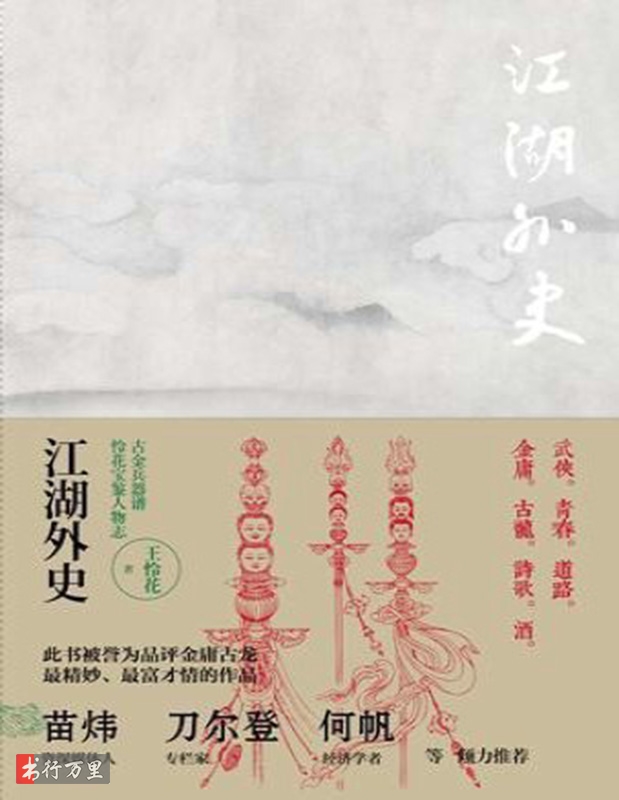 江湖外史
武俠。青春。道路。
金庸。古龍。詩歌。酒。
古金兵器谱
怜花宝鉴人物志
江湖外史
王怜花
著
此书被誉为品评金庸古龙
最精妙、最富才情的作品
苗炜 刀尔登 何帆
专栏家 经济学者 等 倾力推荐
书行万里